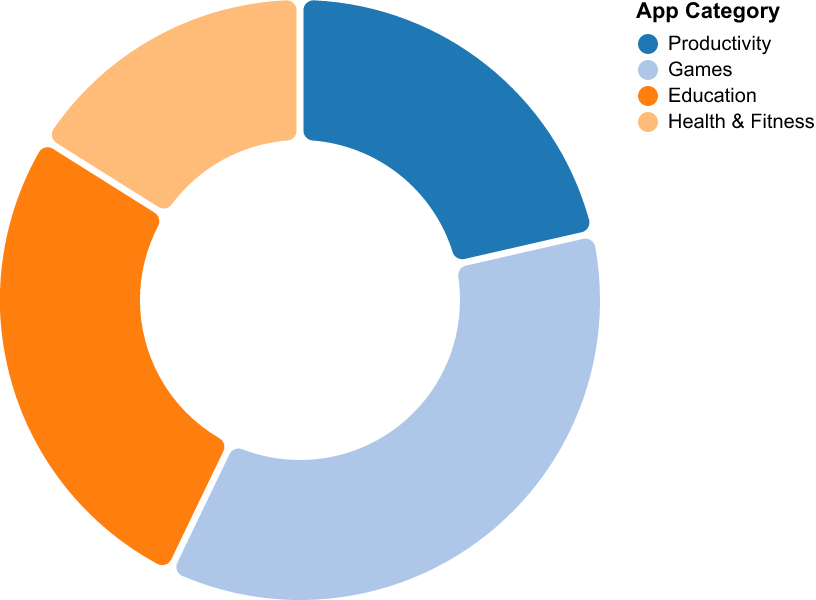 App Category
Productivity
Games
Education
Health & Fitness